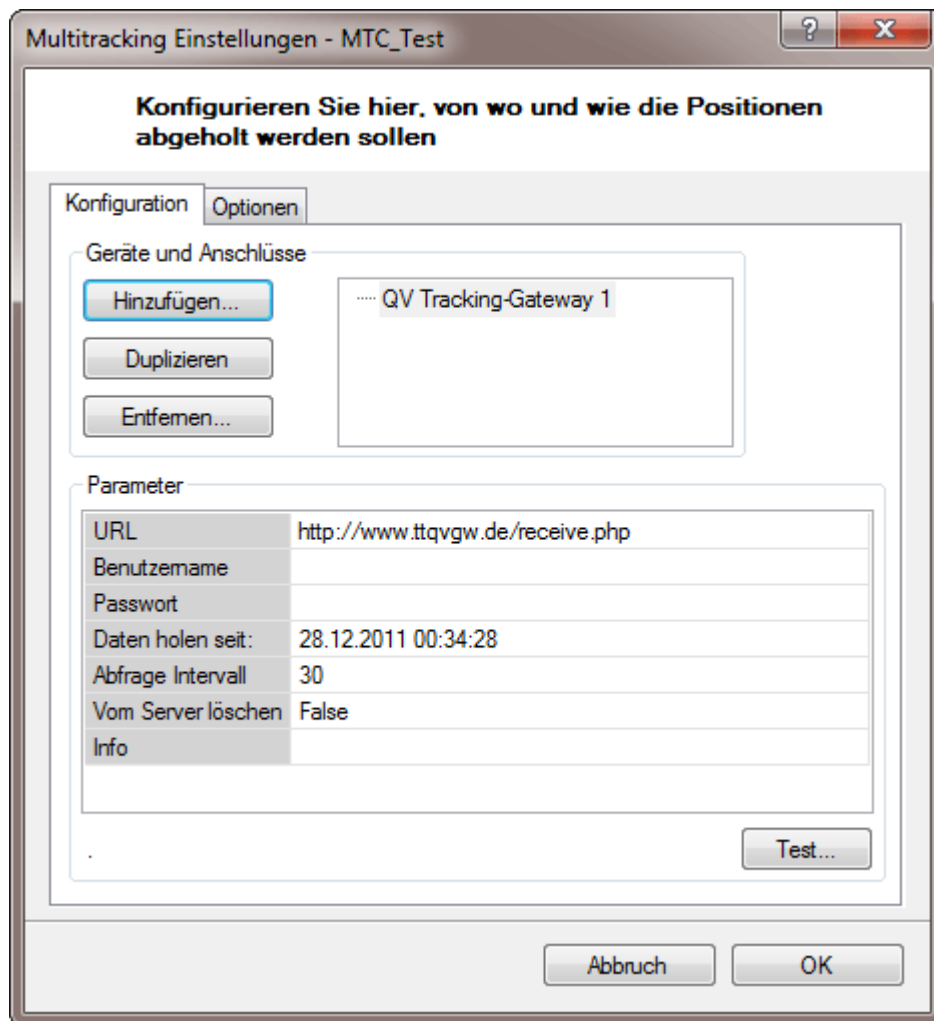 Multitracking Einstellungen - MTC_Test
?
Konfigurieren Sie hier, von wo und wie die Positionen
abgeholt werden sollen
Konfiguration
Optionen
Geräte und Anschlüsse
Hinzufügen...
QV Tracking-Gateway 1
Duplizieren
Entfernen...
Parameter
URL http://www.ttqvgw.de/receive.php
Benutzername
Passwort
Daten holen seit: 28.12.2011 00:34:28
Abfrage Intervall 30
Vom Server löschen False
Info
.
Test...
Abbruch
OK